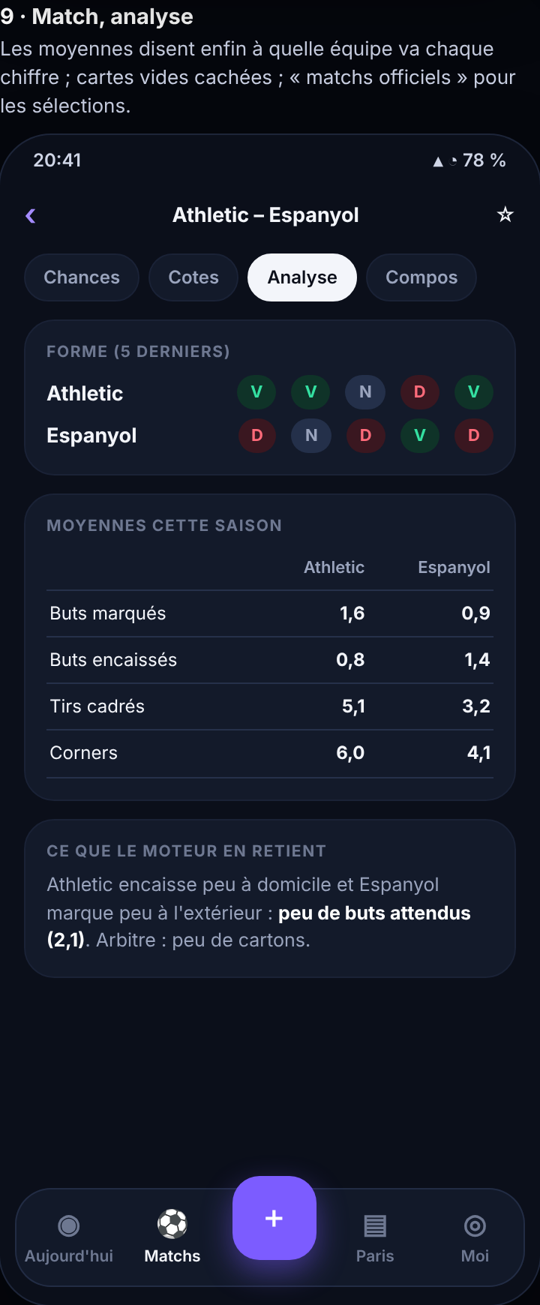 9 · Match, analyse
Les moyennes disent enfin à quelle équipe va chaque
chiffre ; cartes vides cachées ; « matchs officiels » pour
les sélections.
20:41
78 %
Athletic – Espanyol
Chances
Cotes
Analyse
Compos
FORME (5 DERNIERS)
Athletic V V N D V
Espanyol D N D V D
MOYENNES CETTE SAISON
Athletic Espanyol
Buts marqués 1,6 0,9
Buts encaissés 0,8 1,4
Tirs cadrés 5,1 3,2
Corners 6,0 4,1
CE QUE LE MOTEUR EN RETIENT
Athletic encaisse peu à domicile et Espanyol
marque peu à l'extérieur : peu de buts attendus
(2,1). Arbitre : peu de cartons.
+
Aujourd'hui
Matchs
Paris
Moi